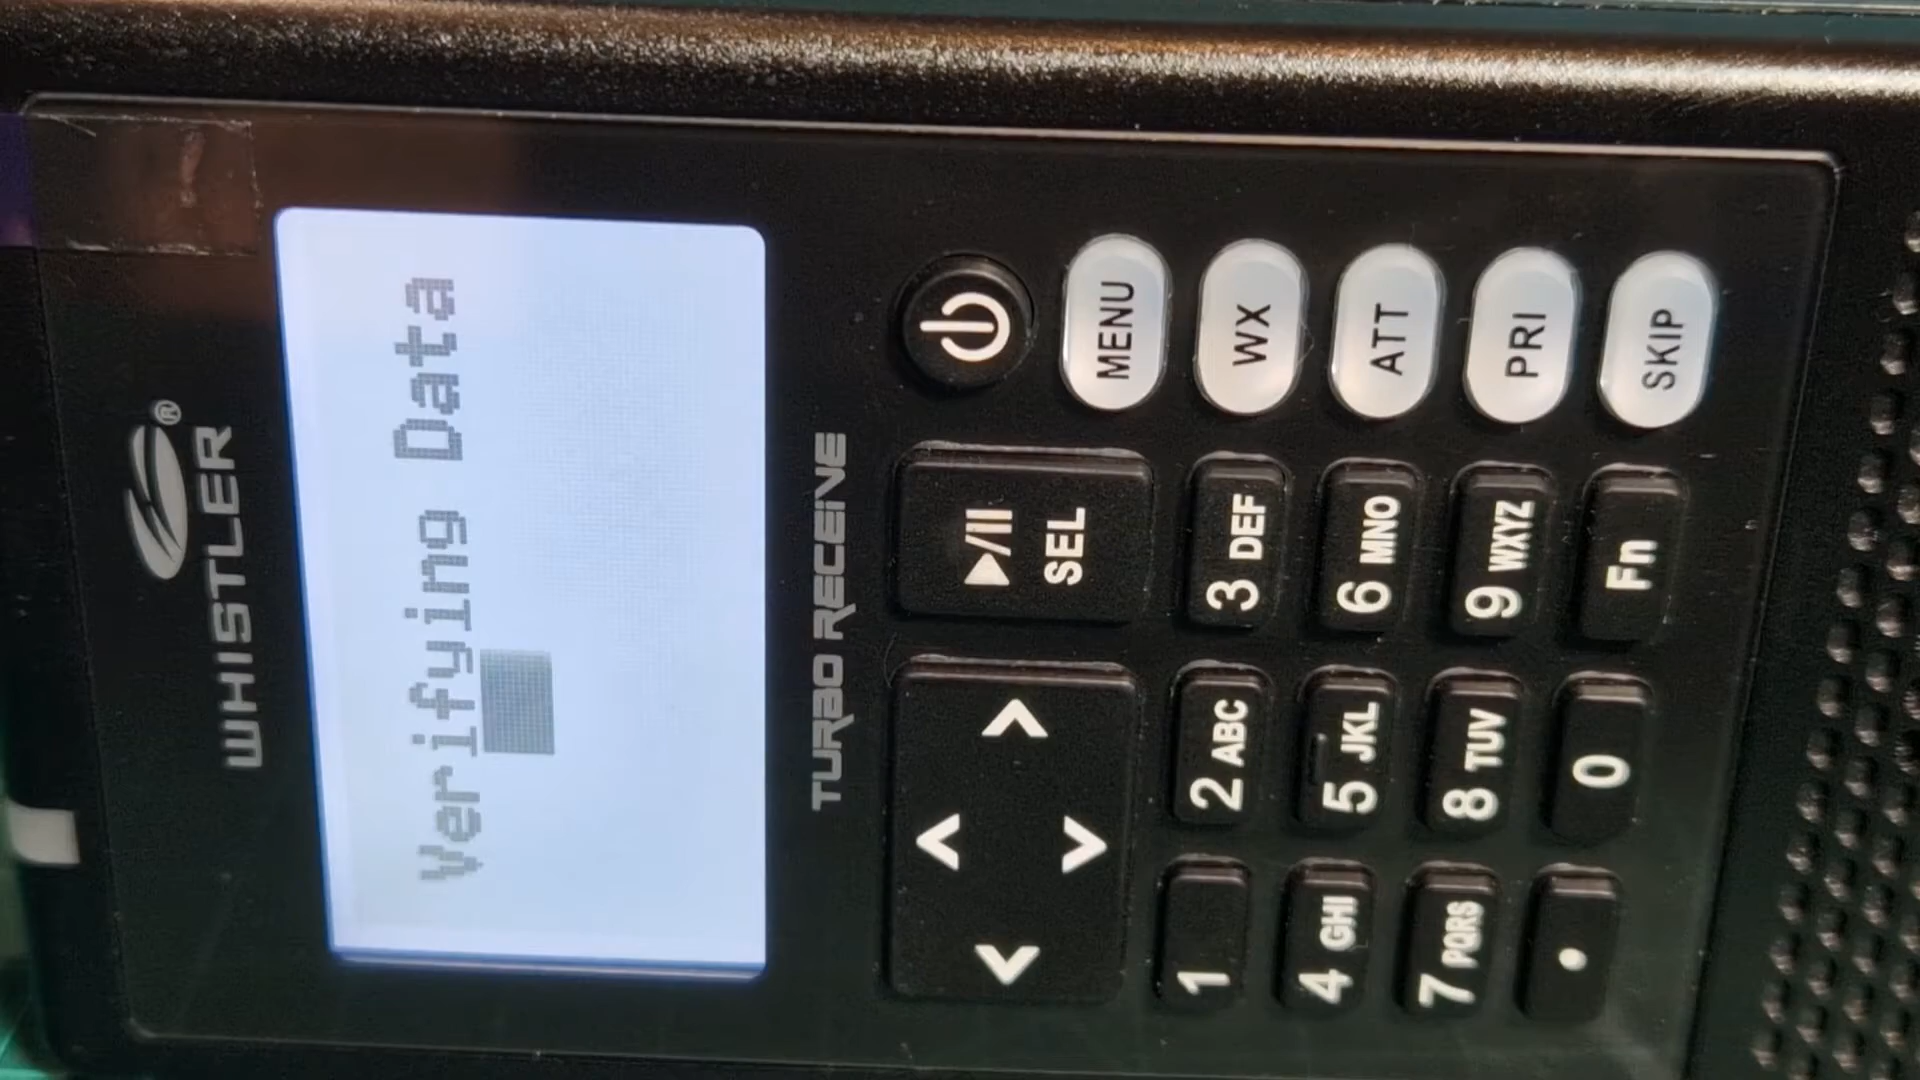 WHISTLER®
Verifying Data
TURBO RECEIVE
SEL
MENU
1
2 ABC
3 DEF
WX
4 GHI
5 JKL
6 MNO
ATT
7 PQRS
8 TUV
9 WXYZ
PRI
.
0
Fn
SKIP